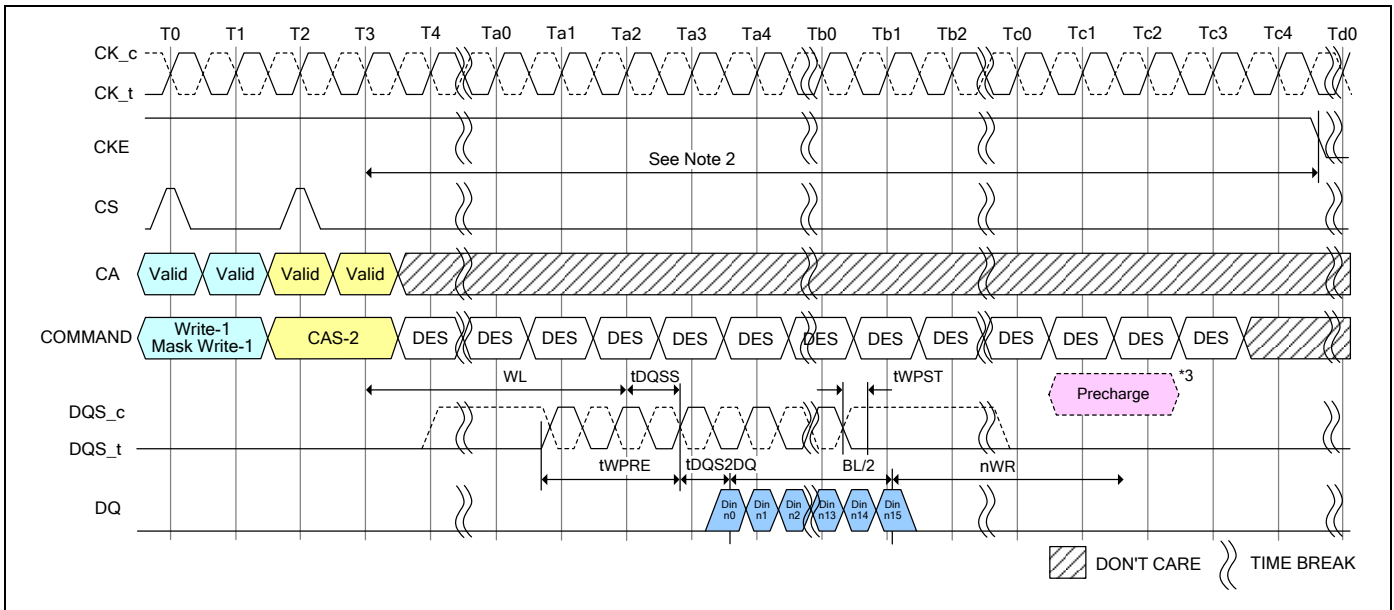 T0 T1 T2 T3 T4 Ta0 Ta1 Ta2 Ta3 Ta4 Tb0 Tb1 Tb2 Tc0 Tc1 Tc2 Tc3 Tc4 Td0
CK_c
CK_t
CKE
See Note 2
CS
CA Valid Valid Valid Valid
COMMAND Write-1 Mask Write-1 CAS-2 DES DES DES DES DES DES DES DES DES DES DES DES DES
WL tDQSS tWPST Precharge *3
DQS_c
DQS_t
tWPRE tDQS2DQ BL/2 nWR
DQ Din n0 Din n1 Din n2 Din n13 Din n14 Din n15
DON'T CARE TIME BREAK